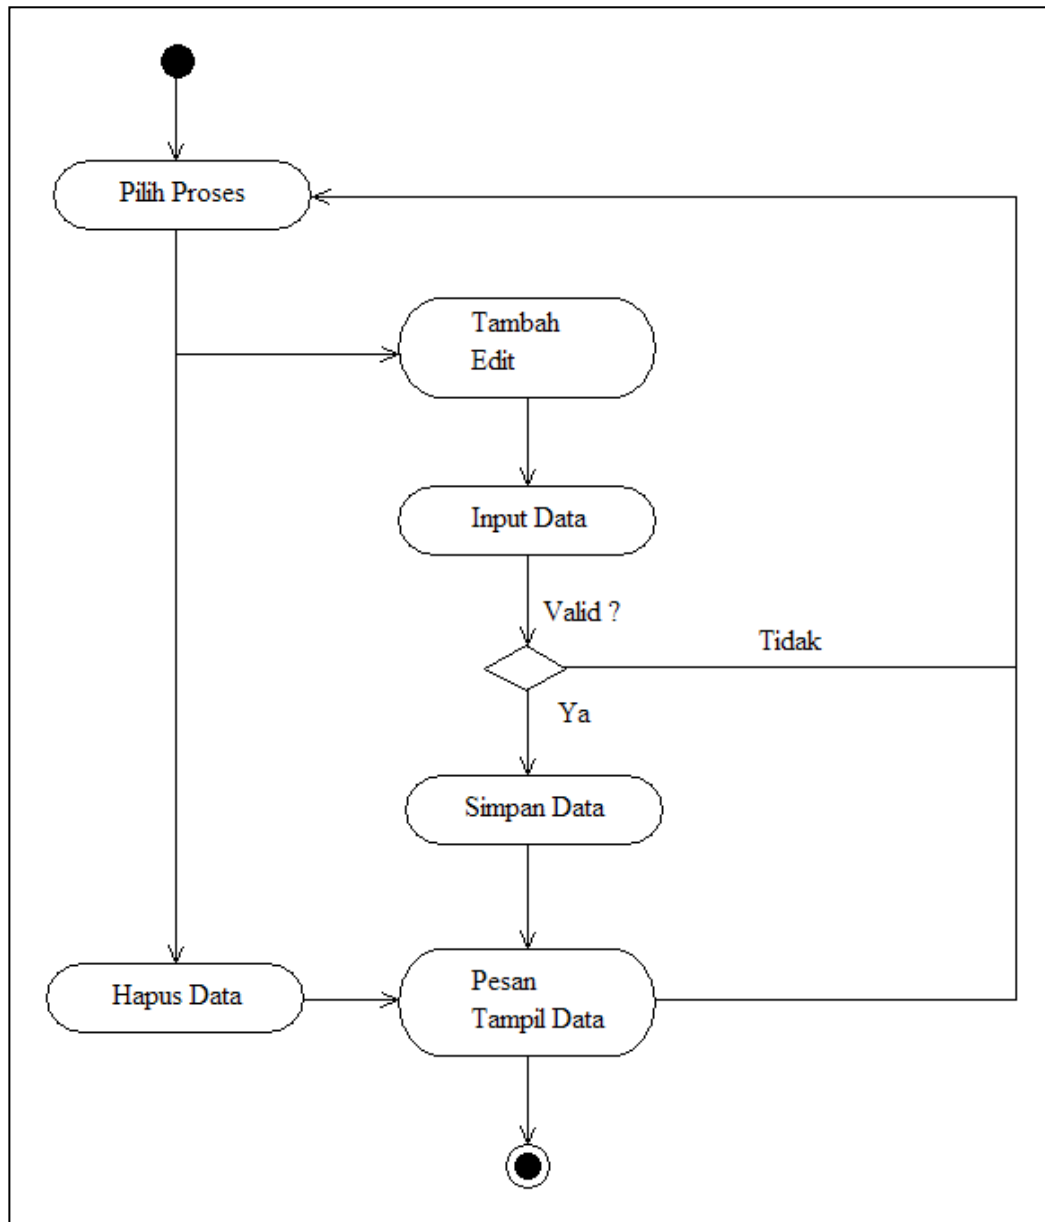 Pilih Proses
Tambah
Edit
Input Data
Valid ?
Tidak
Ya
Simpan Data
Hapus Data
Pesan
Tampil Data